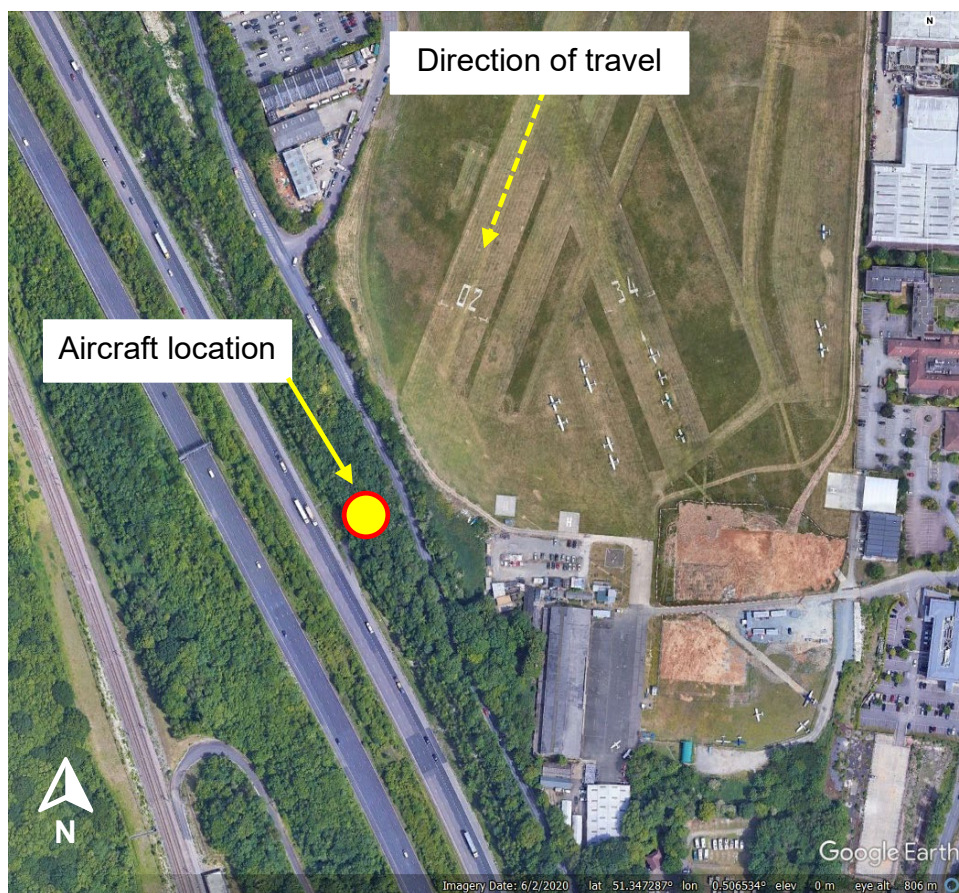 N
Direction of travel
02
34
Aircraft location
H
N
Google Earth
Imagery Date: 6/2/2020 lat 51.347287° lon 0.506534° elev 0 m eye alt 806 m